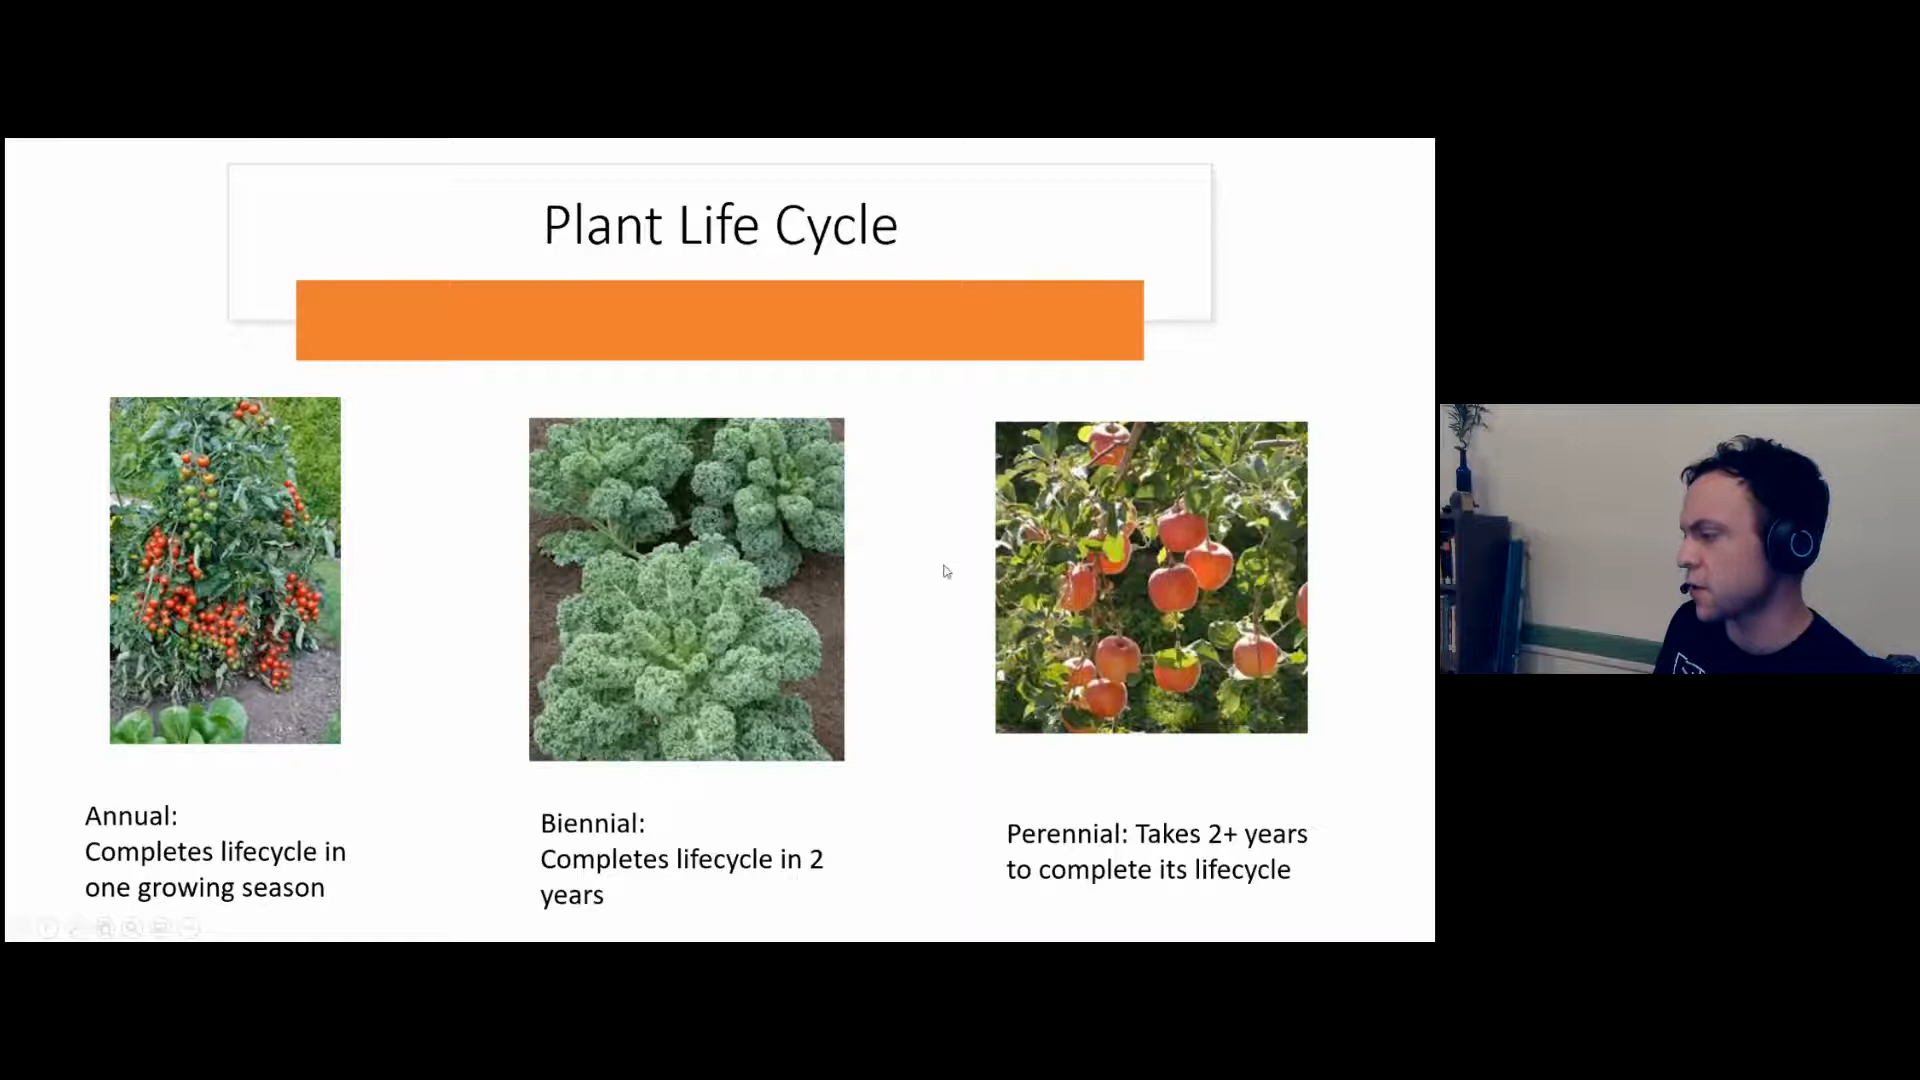 Plant Life Cycle
Annual:
Completes lifecycle in
one growing season
Biennial:
Completes lifecycle in 2
years
Perennial: Takes 2+ years
to complete its lifecycle